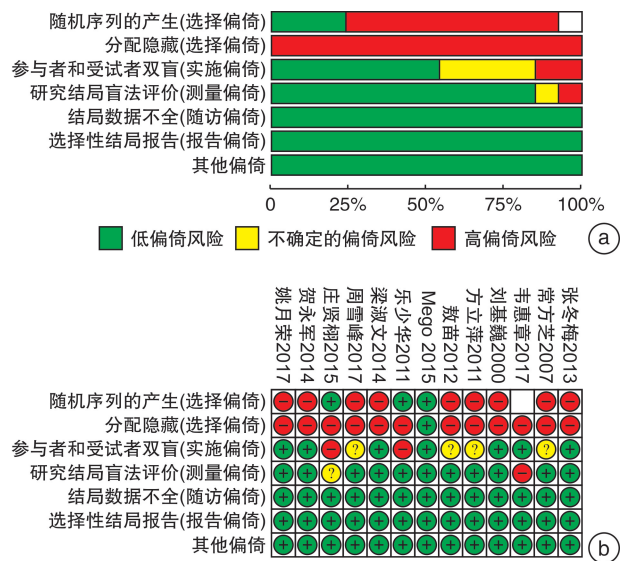 随机序列的产生(选择偏倚)
分配隐藏(选择偏倚)
参与者和受试者双盲(实施偏倚)
研究结局盲法评价(测量偏倚)
结局数据不全(随访偏倚)
选择性结局报告(报告偏倚)
其他偏倚
0 25% 50% 75% 100%
低偏倚风险 不确定的偏倚风险 高偏倚风险 a
姚月荣2017
贺永军2014
庄贤栩2015
周雪峰2017
梁淑文2014
乐少华2011
Mego 2015
敖苗2012
方立萍2011
刘基巍2000
韦惠章2017
常方芝2007
张冬梅2013
随机序列的产生(选择偏倚) − − + − − + + − − − − −
分配隐藏(选择偏倚) − − − − − − + − − − − − −
参与者和受试者双盲(实施偏倚) + + − ? + − + ? ? + + ? +
研究结局盲法评价(测量偏倚) + + ? + + + + + + + − + +
结局数据不全(随访偏倚) + + + + + + + + + + + + +
选择性结局报告(报告偏倚) + + + + + + + + + + + + +
其他偏倚 + + + + + + + + + + + + +
b